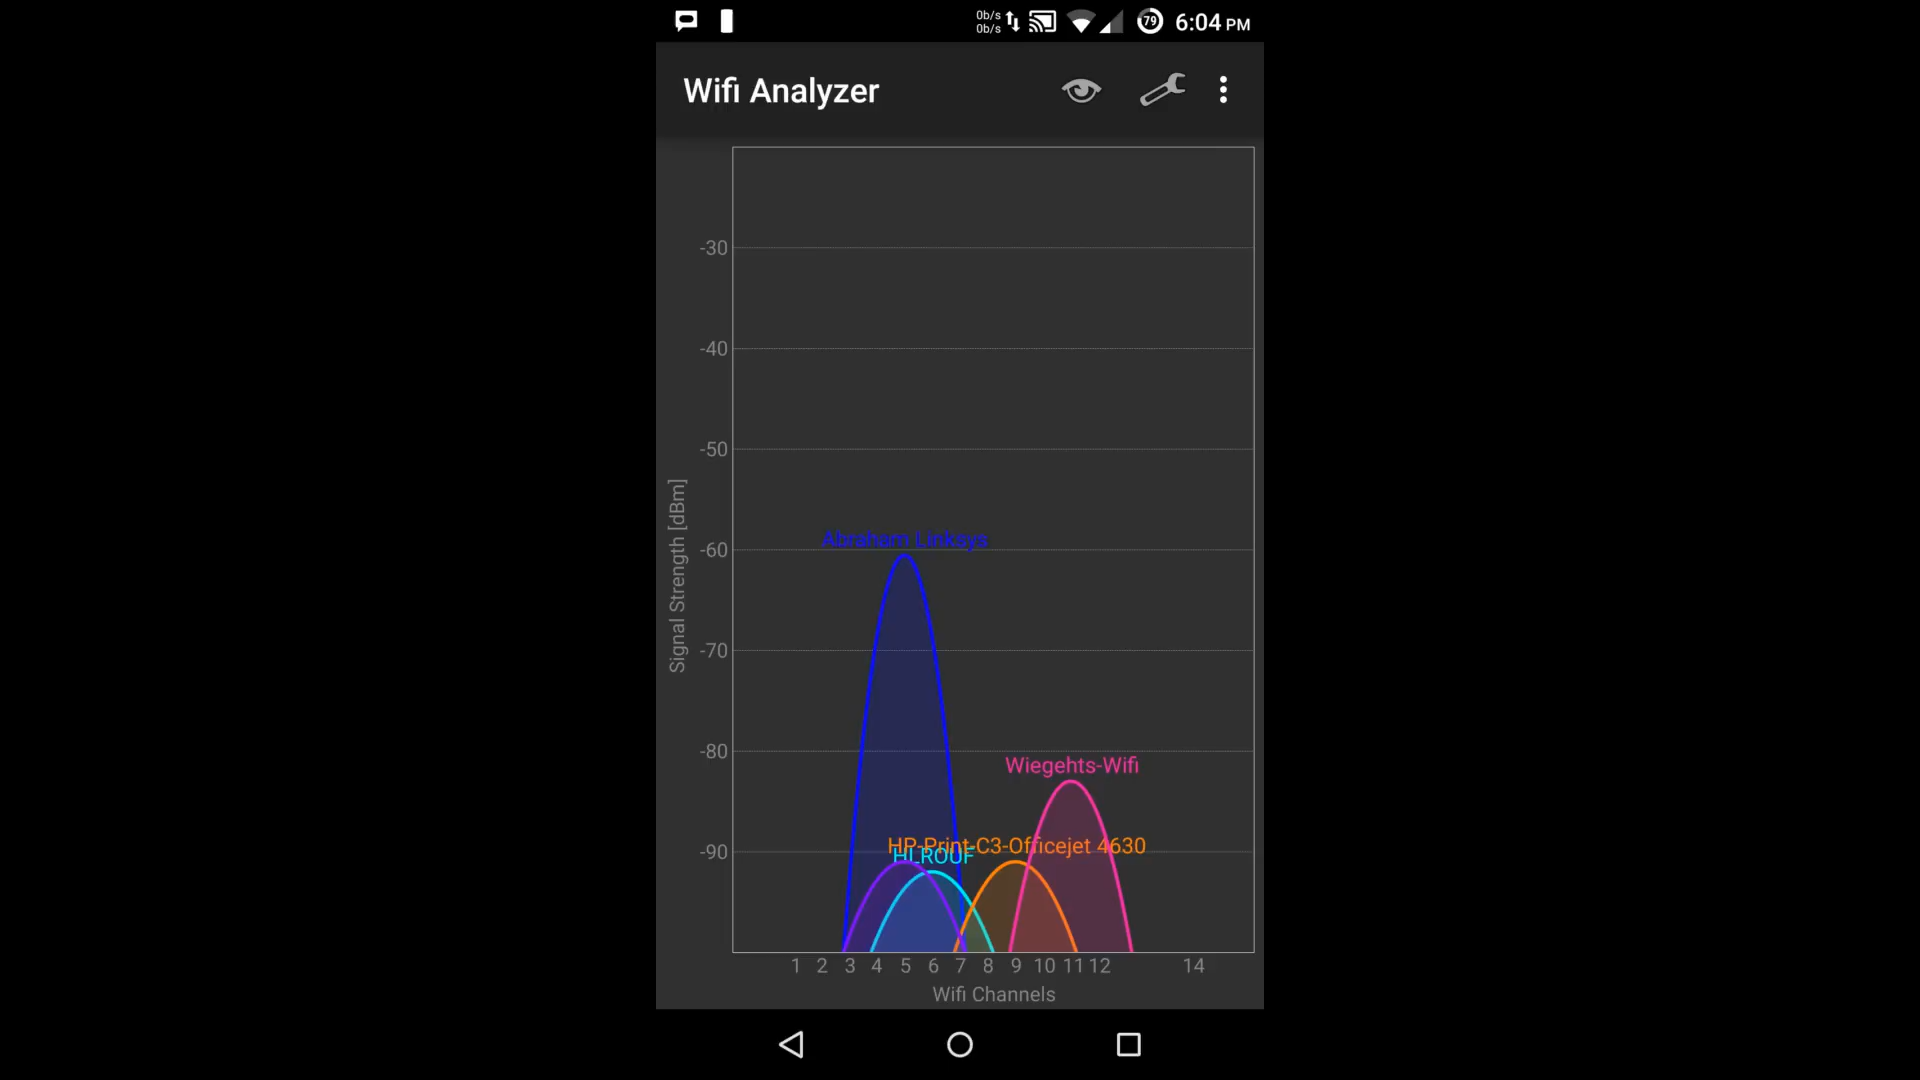 0b/s
0b/s
79
6:04 PM
Wifi Analyzer
-30
-40
-50
-60
-70
-80
-90
Signal Strength [dBm]
Abraham Linksys
Wiegehts-Wifi
HP-Print-C3-Officejet 4630
HLROUF
1 2 3 4 5 6 7 8 9 10 11 12 14
Wifi Channels